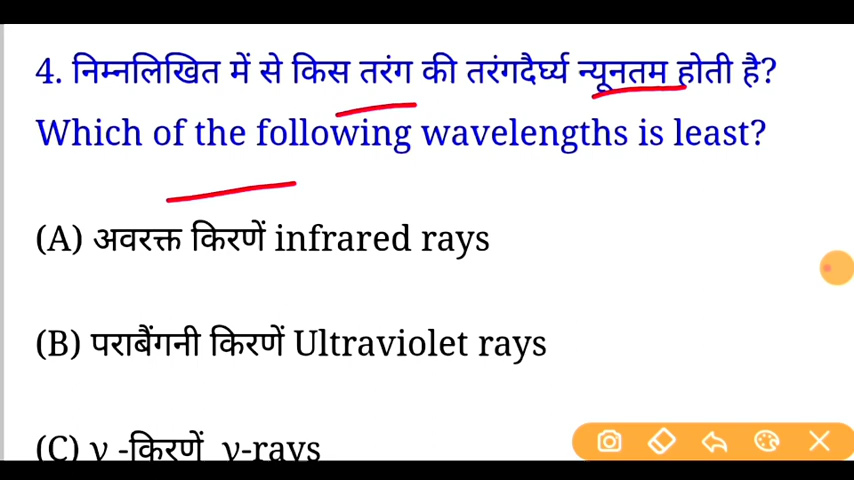 4. निम्नलिखित में से किस तरंग की तरंगदैर्घ्य न्यूनतम होती है?
Which of the following wavelengths is least?
(A) अवरक्त किरणें infrared rays
(B) पराबैंगनी किरणें Ultraviolet rays
(C) γ -किरणें γ-rays